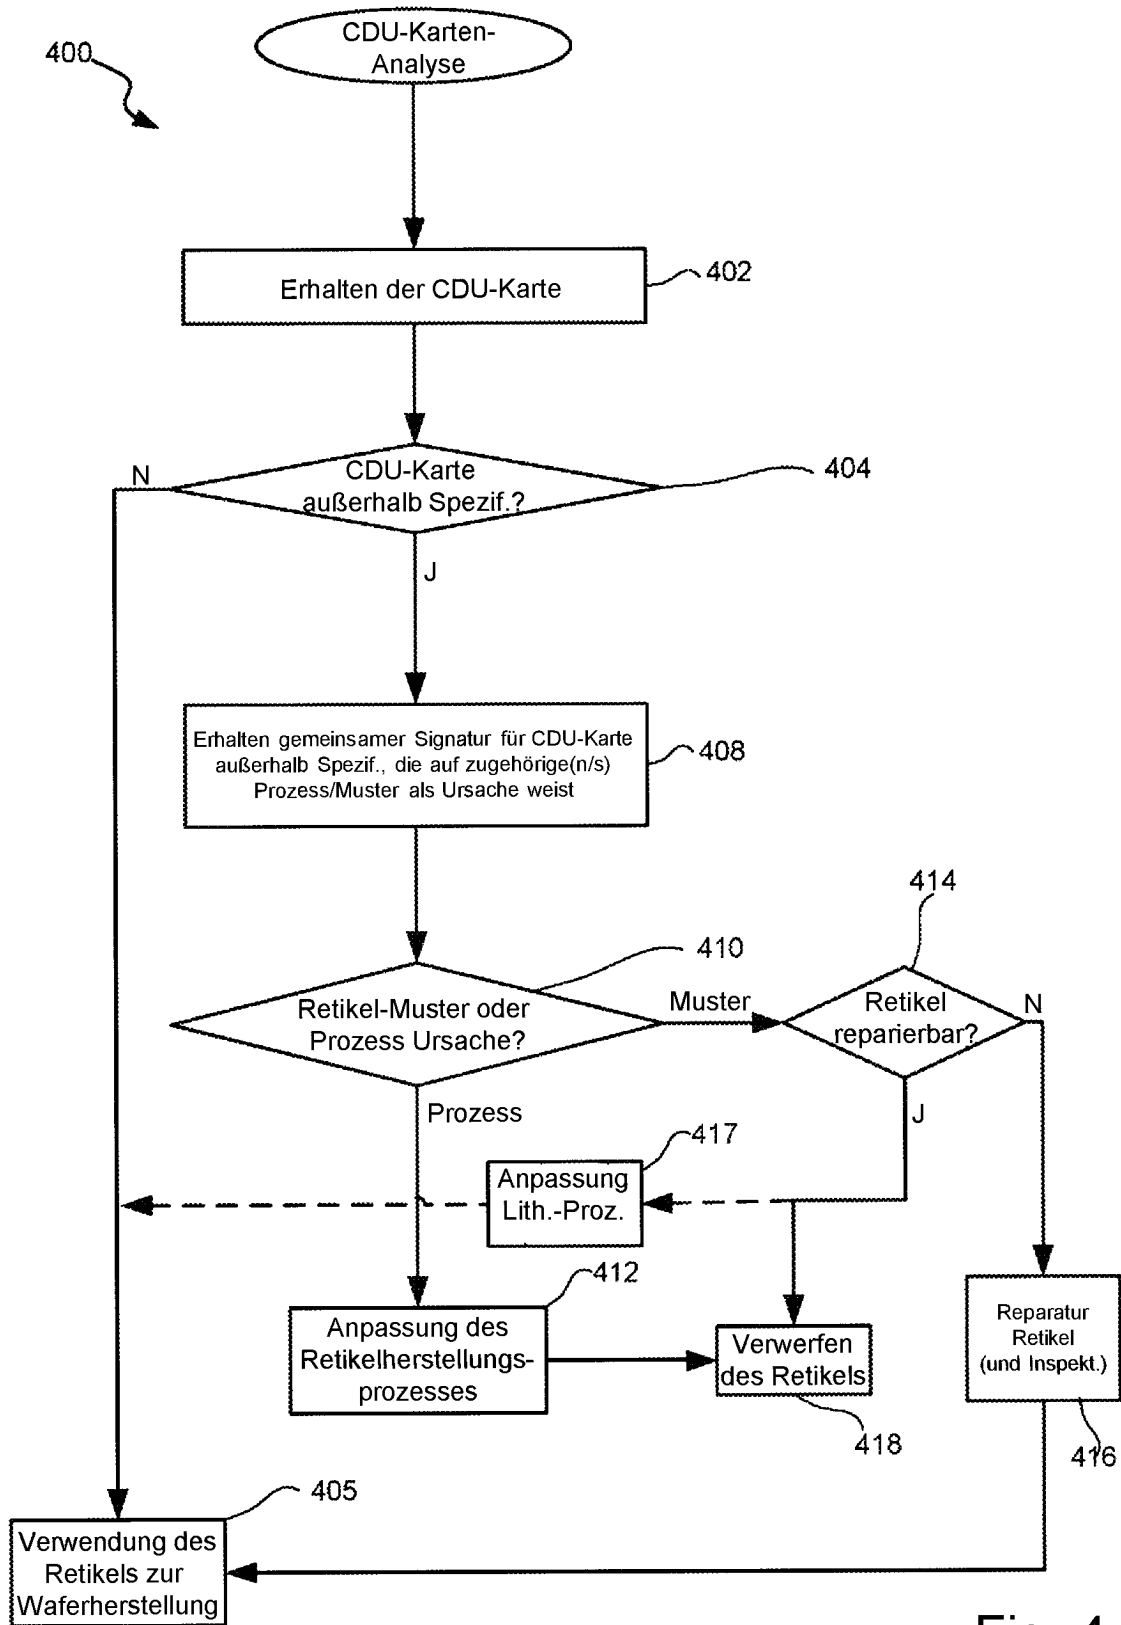 CDU-Karten-
Analyse
400
Erhalten der CDU-Karte
402
CDU-Karte
außerhalb Spezif.?
404
N
J
Erhalten gemeinsamer Signatur für CDU-Karte
außerhalb Spezif., die auf zugehörige(n/s)
Prozess/Muster als Ursache weist
408
414
410
Retikel-Muster oder
Prozess Ursache?
Muster
Retikel
reparierbar?
N
Prozess
J
417
Anpassung
Lith.-Proz.
412
Anpassung des
Retikelherstellungs-
prozesses
Verwerfen
des Retikels
418
Reparatur
Retikel
(und Inspekt.)
416
405
Verwendung des
Retikels zur
Waferherstellung